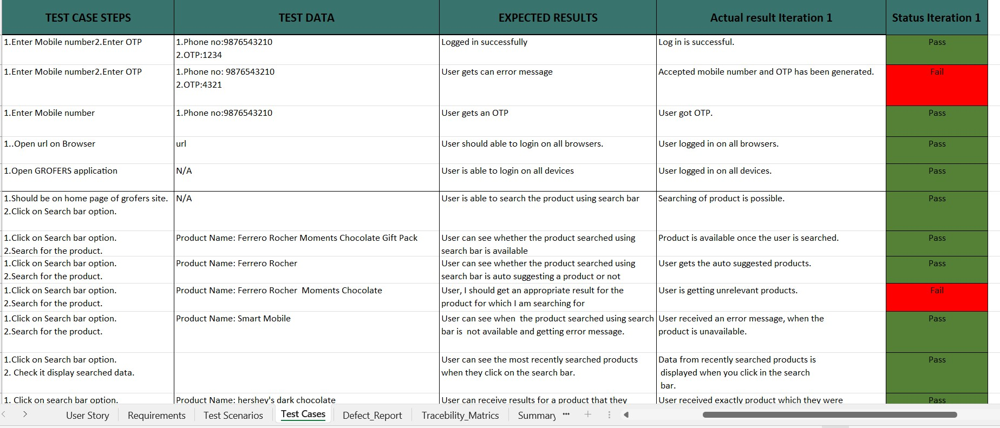 TEST CASE STEPS TEST DATA EXPECTED RESULTS Actual result Iteration 1 Status Iteration 1
1.Enter Mobile number2.Enter OTP 1.Phone no:9876543210 Logged in successfully Log in is successful. Pass
2.OTP:1234
1.Enter Mobile number2.Enter OTP 1.Phone no: 9876543210 User gets can error message Accepted mobile number and OTP has been generated. Fail
2.OTP:4321
1.Enter Mobile number 1.Phone no:9876543210 User gets an OTP User got OTP. Pass
1..Open url on Browser url User should able to login on all browsers. User logged in on all browsers. Pass
1.Open GROFERS application N/A User is able to login on all devices User logged in on all devices. Pass
1.Should be on home page of grofers site. N/A User is able to search the product using search bar Searching of product is possible. Pass
2.Click on Search bar option.
1.Click on Search bar option. Product Name: Ferrero Rocher Moments Chocolate Gift Pack User can see whether the product searched using Product is available once the user is searched. Pass
2.Search for the product. search bar is available
1.Click on Search bar option. Product Name: Ferrero Rocher User can see whether the product searched using User gets the auto suggested products. Pass
2.Search for the product. search bar is auto suggesting a product or not
1.Click on Search bar option. Product Name: Ferrero Rocher  Moments Chocolate User, I should get an appropriate result for the User is getting unrelevant products. Fail
2.Search for the product. product for which I am searching for
1.Click on Search bar option. Product Name: Smart Mobile User can see when  the product searched using search User received an error message, when the Pass
2.Search for the product. bar is  not available and getting error message. product is unavailable.
1.Click on Search bar option. User can see the most recently searched products Data from recently searched products is Pass
2. Check it display searched data. when they click on the search bar. displayed when you click in the search
bar.
1. Click on search bar option. Product Name: hershey's dark chocolate User can receive results for a product that they User received exactly product which they were Pass
User Story Requirements Test Scenarios Test Cases Defect_Report Tracebility_Matrics Summary ...